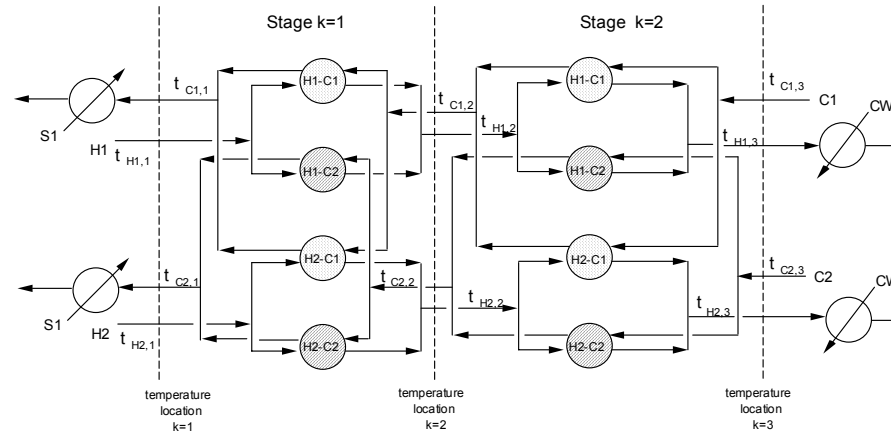 Stage k=1
Stage k=2
H1-C1
H1-C1
t C1,1
t C1,2
t C1,3
C1
CW
S1
H1
t H1,1
t H1,2
t H1,3
H1-C2
H1-C2
H2-C1
H2-C1
t C2,1
t C2,2
t C2,3
C2
CW
S1
H2
t H2,1
t H2,2
t H2,3
H2-C2
H2-C2
temperature
location
k=1
temperature
location
k=2
temperature
location
k=3